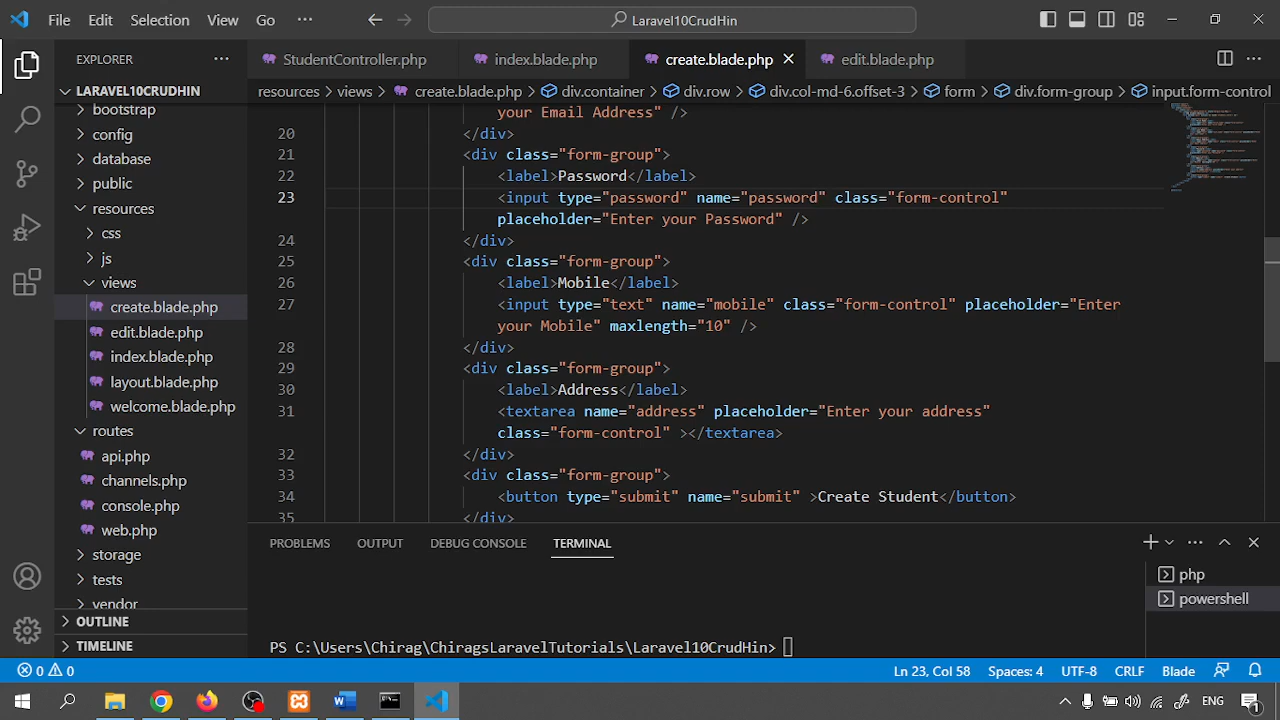 File Edit Selection View Go ··· Laravel10CrudHin
EXPLORER ···
StudentController.php index.blade.php create.blade.php edit.blade.php
LARAVEL10CRUDHIN
resources > views > create.blade.php > div.container > div.row > div.col-md-6.offset-3 > form > div.form-group > input.form-control
bootstrap
config
database
public
resources
css
js
views
create.blade.php
edit.blade.php
index.blade.php
layout.blade.php
welcome.blade.php
routes
api.php
channels.php
console.php
web.php
storage
tests
vendor
OUTLINE
TIMELINE
your Email Address" />
20 </div>
21 <div class="form-group">
22 <label>Password</label>
23 <input type="password" name="password" class="form-control"
placeholder="Enter your Password" />
24 </div>
25 <div class="form-group">
26 <label>Mobile</label>
27 <input type="text" name="mobile" class="form-control" placeholder="Enter
your Mobile" maxlength="10" />
28 </div>
29 <div class="form-group">
30 <label>Address</label>
31 <textarea name="address" placeholder="Enter your address"
class="form-control" ></textarea>
32 </div>
33 <div class="form-group">
34 <button type="submit" name="submit" >Create Student</button>
35 </div>
PROBLEMS OUTPUT DEBUG CONSOLE TERMINAL
php
powershell
PS C:\Users\Chirag\ChiragsLaravelTutorials\Laravel10CrudHin>
0 0 Ln 23, Col 58 Spaces: 4 UTF-8 CRLF Blade
ENG 1